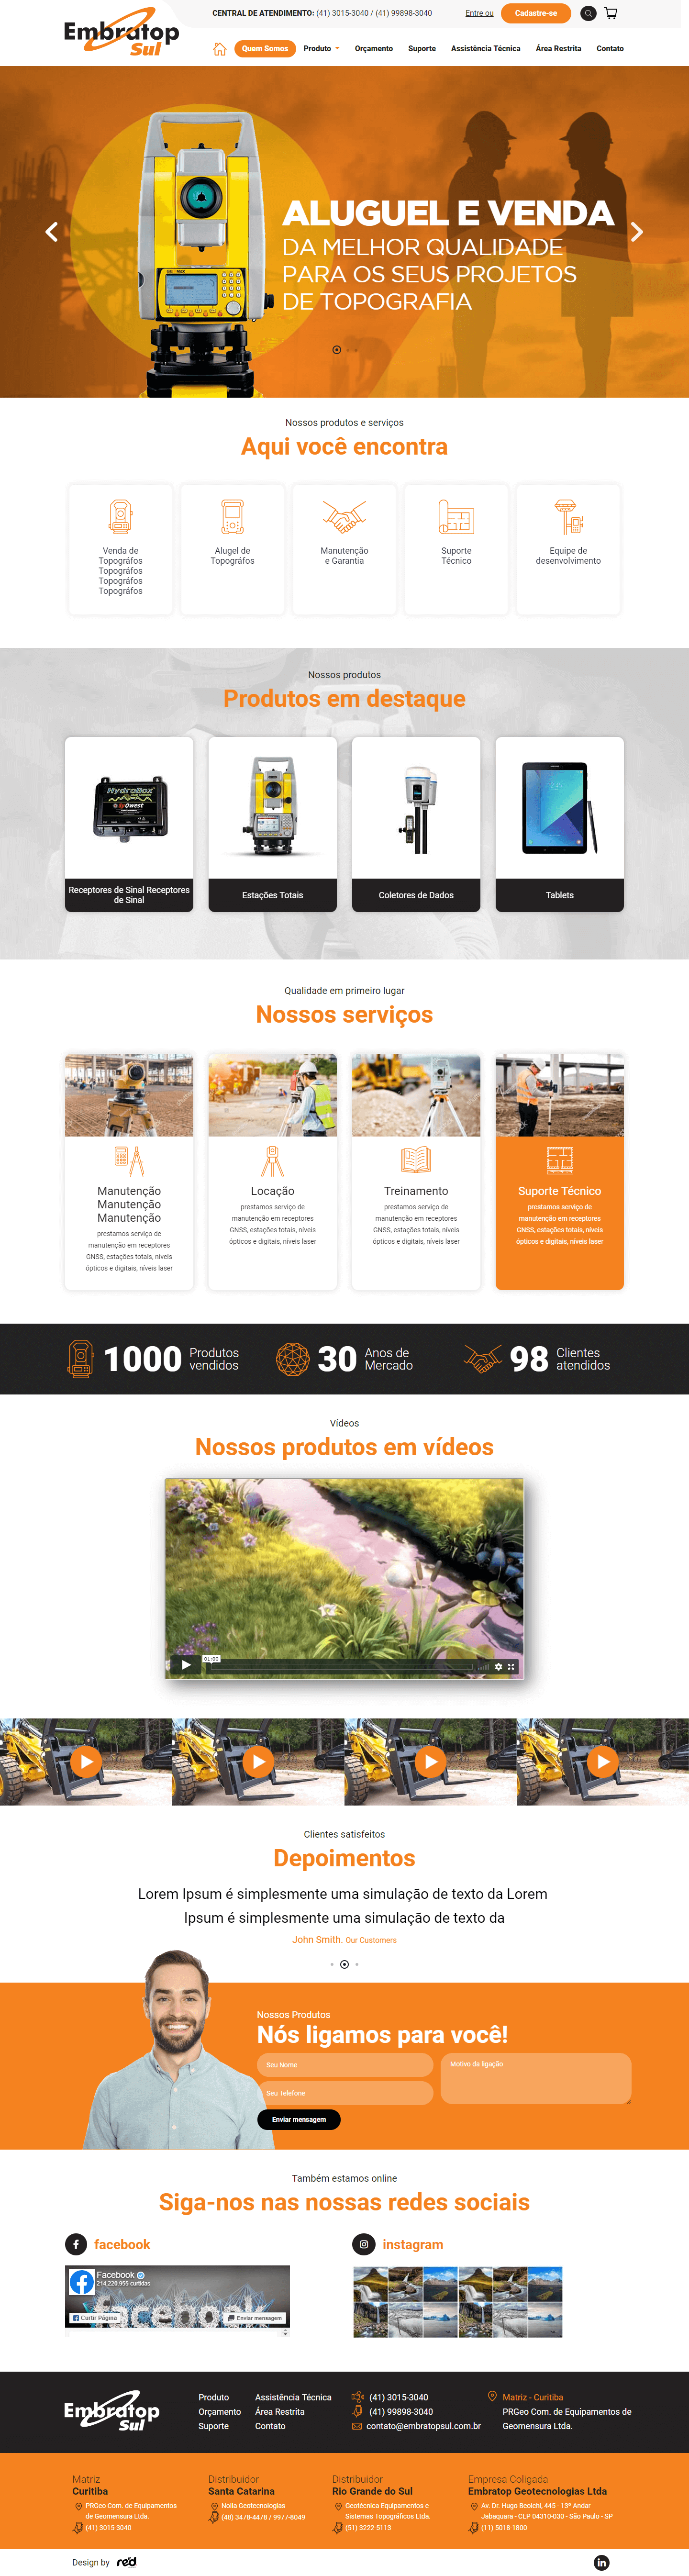 Embratop
Sul
CENTRAL DE ATENDIMENTO: (41) 3015-3040 / (41) 99898-3040
Entre ou
Cadastre-se
Quem Somos
Produto
Orçamento
Suporte
Assistência Técnica
Área Restrita
Contato
ALUGUEL E VENDA
DA MELHOR QUALIDADE
PARA OS SEUS PROJETOS
DE TOPOGRAFIA
Nossos produtos e serviços
Aqui você encontra
Venda de
Topográfos
Topográfos
Topográfos
Topográfos
Alugel de
Topográfos
Manutenção
e Garantia
Suporte
Técnico
Equipe de
desenvolvimento
Nossos produtos
Produtos em destaque
HydroBox
Receptores de Sinal Receptores
de Sinal
Estações Totais
Coletores de Dados
Tablets
Qualidade em primeiro lugar
Nossos serviços
Manutenção
Manutenção
Manutenção
prestamos serviço de
manutenção em receptores
GNSS, estações totais, níveis
ópticos e digitais, níveis laser
Locação
prestamos serviço de
manutenção em receptores
GNSS, estações totais, níveis
ópticos e digitais, níveis laser
Treinamento
prestamos serviço de
manutenção em receptores
GNSS, estações totais, níveis
ópticos e digitais, níveis laser
Suporte Técnico
prestamos serviço de
manutenção em receptores
GNSS, estações totais, níveis
ópticos e digitais, níveis laser
1000 Produtos
vendidos
30 Anos de
Mercado
98 Clientes
atendidos
Vídeos
Nossos produtos em vídeos
01:00
Clientes satisfeitos
Depoimentos
Lorem Ipsum é simplesmente uma simulação de texto da Lorem
Ipsum é simplesmente uma simulação de texto da
John Smith. Our Customers
Nossos Produtos
Nós ligamos para você!
Seu Nome
Motivo da ligação
Seu Telefone
Enviar mensagem
Também estamos online
Siga-nos nas nossas redes sociais
facebook
Facebook
214.220.955 curtidas
Curtir Página
Enviar mensagem
instagram
Embratop
Sul
Produto
Orçamento
Suporte
Assistência Técnica
Área Restrita
Contato
(41) 3015-3040
(41) 99898-3040
contato@embratopsul.com.br
Matriz - Curitiba
PRGeo Com. de Equipamentos de
Geomensura Ltda.
Matriz
Curitiba
PRGeo Com. de Equipamentos
de Geomensura Ltda.
(41) 3015-3040
Distribuidor
Santa Catarina
Nolla Geotecnologias
(48) 3478-4478 / 9977-8049
Distribuidor
Rio Grande do Sul
Geotécnica Equipamentos e
Sistemas Topográficos Ltda.
(51) 3222-5113
Empresa Coligada
Embratop Geotecnologias Ltda
Av. Dr. Hugo Beolchi, 445 - 13º Andar
Jabaquara - CEP 04310-030 - São Paulo - SP
(11) 5018-1800
Design by red